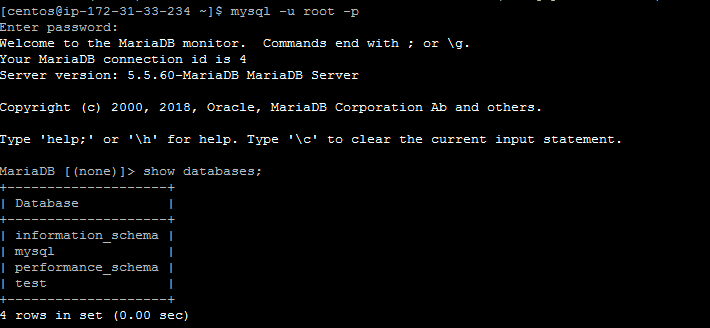 [centos@ip-172-31-33-234 ~]$ mysql -u root -p
Enter password:
Welcome to the MariaDB monitor.  Commands end with ; or \g.
Your MariaDB connection id is 4
Server version: 5.5.60-MariaDB MariaDB Server

Copyright (c) 2000, 2018, Oracle, MariaDB Corporation Ab and others.

Type 'help;' or '\h' for help. Type '\c' to clear the current input statement.

MariaDB [(none)]> show databases;
+--------------------+
| Database           |
+--------------------+
| information_schema |
| mysql              |
| performance_schema |
| test               |
+--------------------+
4 rows in set (0.00 sec)